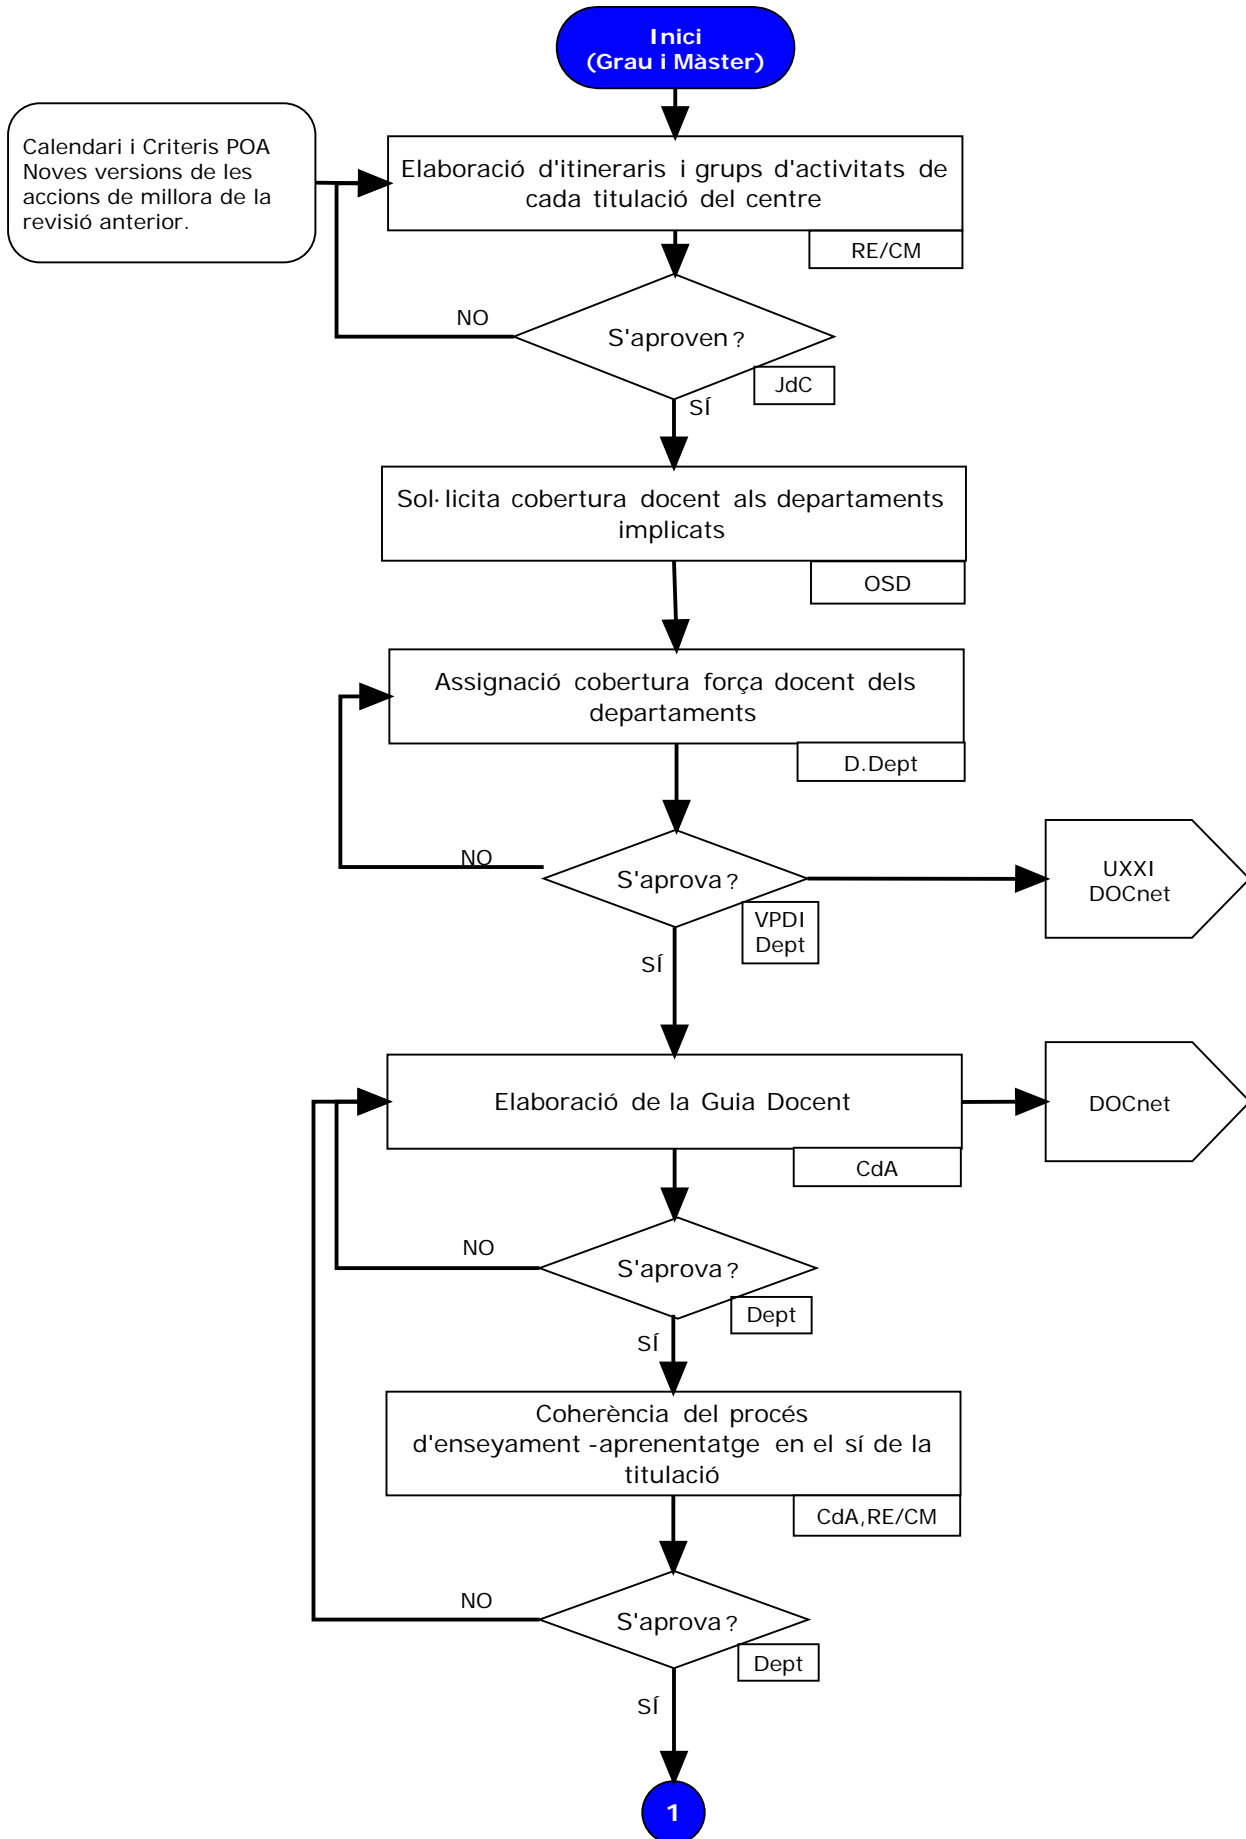 Inici
(Grau i Màster)
Calendari i Criteris POA
Noves versions de les
accions de millora de la
revisió anterior.
Elaboració d'itineraris i grups d'activitats de
cada titulació del centre
RE/CM
NO
S'aproven?
JdC
SÍ
Sol·licita cobertura docent als departaments
implicats
OSD
Assignació cobertura força docent dels
departaments
D.Dept
NO
S'aprova?
VPDI
Dept
UXXI
DOCnet
SÍ
Elaboració de la Guia Docent
CdA
DOCnet
NO
S'aprova?
Dept
SÍ
Coherència del procés
d'enseyament-aprenentatge en el sí de la
titulació
CdA,RE/CM
NO
S'aprova?
Dept
SÍ
1